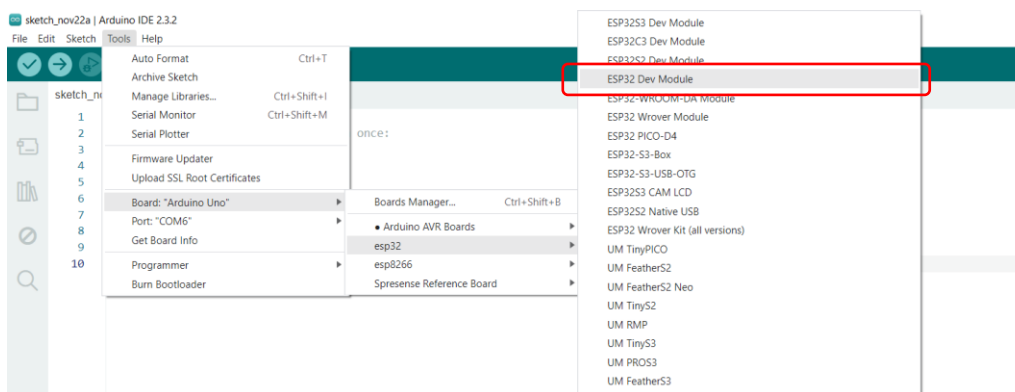 sketch_nov22a | Arduino IDE 2.3.2
File Edit Sketch Tools Help
sketch_no
1
2
3
4
5
6
7
8
9
10
once:
Auto Format Ctrl+T
Archive Sketch
Manage Libraries... Ctrl+Shift+I
Serial Monitor Ctrl+Shift+M
Serial Plotter
Firmware Updater
Upload SSL Root Certificates
Board: "Arduino Uno"
Port: "COM6"
Get Board Info
Programmer
Burn Bootloader
Boards Manager... Ctrl+Shift+B
• Arduino AVR Boards
esp32
esp8266
Spresense Reference Board
ESP32S3 Dev Module
ESP32C3 Dev Module
ESP32S2 Dev Module
ESP32 Dev Module
ESP32-WROOM-DA Module
ESP32 Wrover Module
ESP32 PICO-D4
ESP32-S3-Box
ESP32-S3-USB-OTG
ESP32S3 CAM LCD
ESP32S2 Native USB
ESP32 Wrover Kit (all versions)
UM TinyPICO
UM FeatherS2
UM FeatherS2 Neo
UM TinyS2
UM RMP
UM TinyS3
UM PROS3
UM FeatherS3